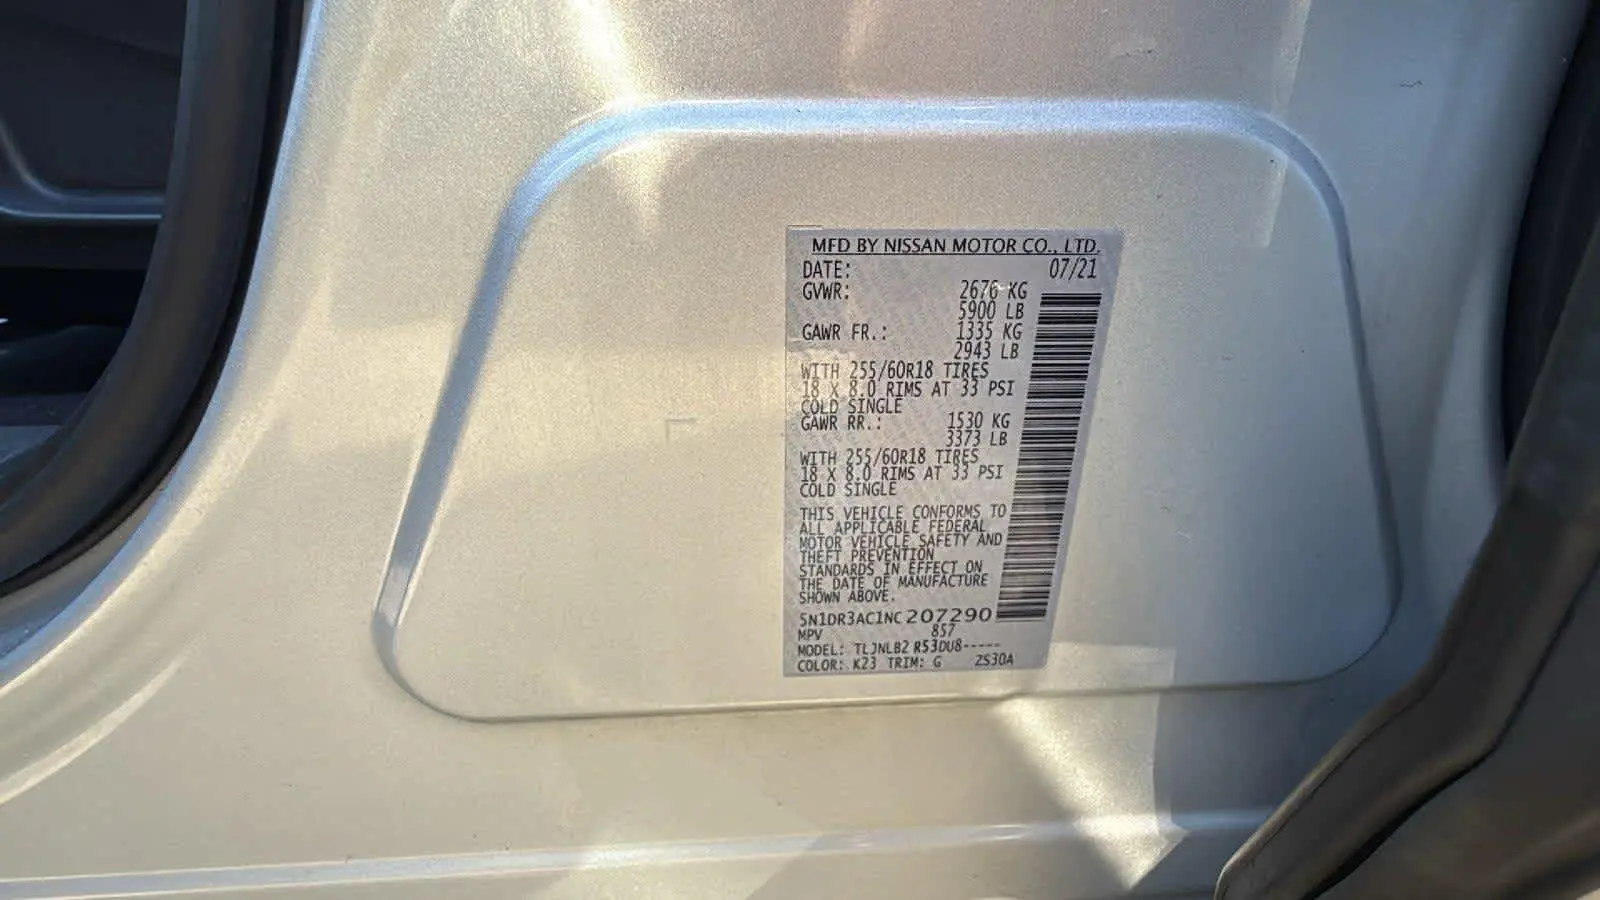 MFD BY NISSAN MOTOR CO., LTD.
DATE: 07/21
GVWR: 2676 KG
5900 LB
GAWR FR.: 1335 KG
2943 LB
WITH 255/60R18 TIRES
18 X 8.0 RIMS AT 33 PSI
COLD SINGLE
GAWR RR.: 1530 KG
3373 LB
WITH 255/60R18 TIRES
18 X 8.0 RIMS AT 33 PSI
COLD SINGLE
THIS VEHICLE CONFORMS TO
ALL APPLICABLE FEDERAL
MOTOR VEHICLE SAFETY AND
THEFT PREVENTION
STANDARDS IN EFFECT ON
THE DATE OF MANUFACTURE
SHOWN ABOVE.
5N1DR3AC1NC207290
MPV 857
MODEL: TLJNLB2 R53DU8-----
COLOR: K23 TRIM: G ZS30A